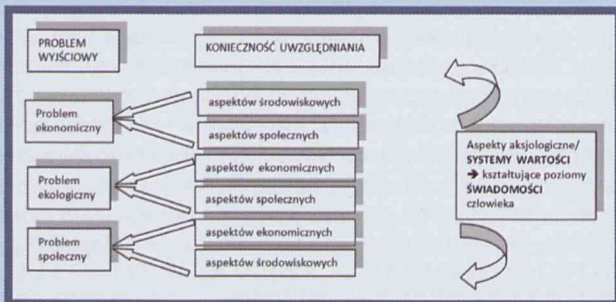 PROBLEM
WYJŚCIOWY
KONIECZNOŚĆ UWZGLĘDNIANIA
Problem
ekonomiczny
aspektów środowiskowych
aspektów społecznych
Problem
ekologiczny
aspektów ekonomicznych
aspektów społecznych
Problem
społeczny
aspektów ekonomicznych
aspektów środowiskowych
Aspekty aksjologiczne/
SYSTEMY WARTOŚCI
➔ kształtujące poziomy
ŚWIADOMOŚCI
człowieka